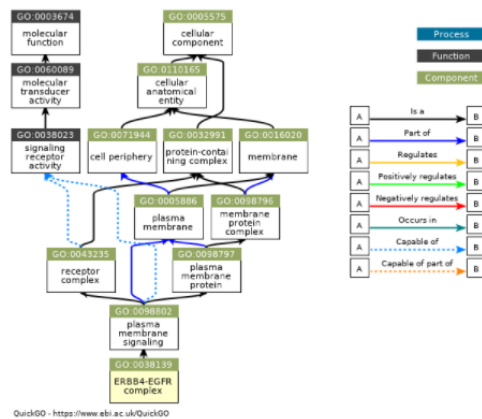 GO:0003674
molecular
function
GO:0005575
cellular
component
Process
Function
Component
GO:0060089
molecular
transducer
activity
GO:0110165
cellular
anatomical
entity
GO:0038023
signaling
receptor
activity
GO:0071944
cell periphery
GO:0032991
protein-contai
ning complex
GO:0016020
membrane
A Is a B
A Part of B
A Regulates B
A Positively regulates B
A Negatively regulates B
A Occurs in B
A Capable of B
A Capable of part of B
GO:0005886
plasma
membrane
GO:0098796
membrane
protein
complex
GO:0043235
receptor
complex
GO:0098797
plasma
membrane
protein
GO:0098802
plasma
membrane
signaling
GO:0038139
ERBB4-EGFR
complex
QuickGO - https://www.ebi.ac.uk/QuickGO